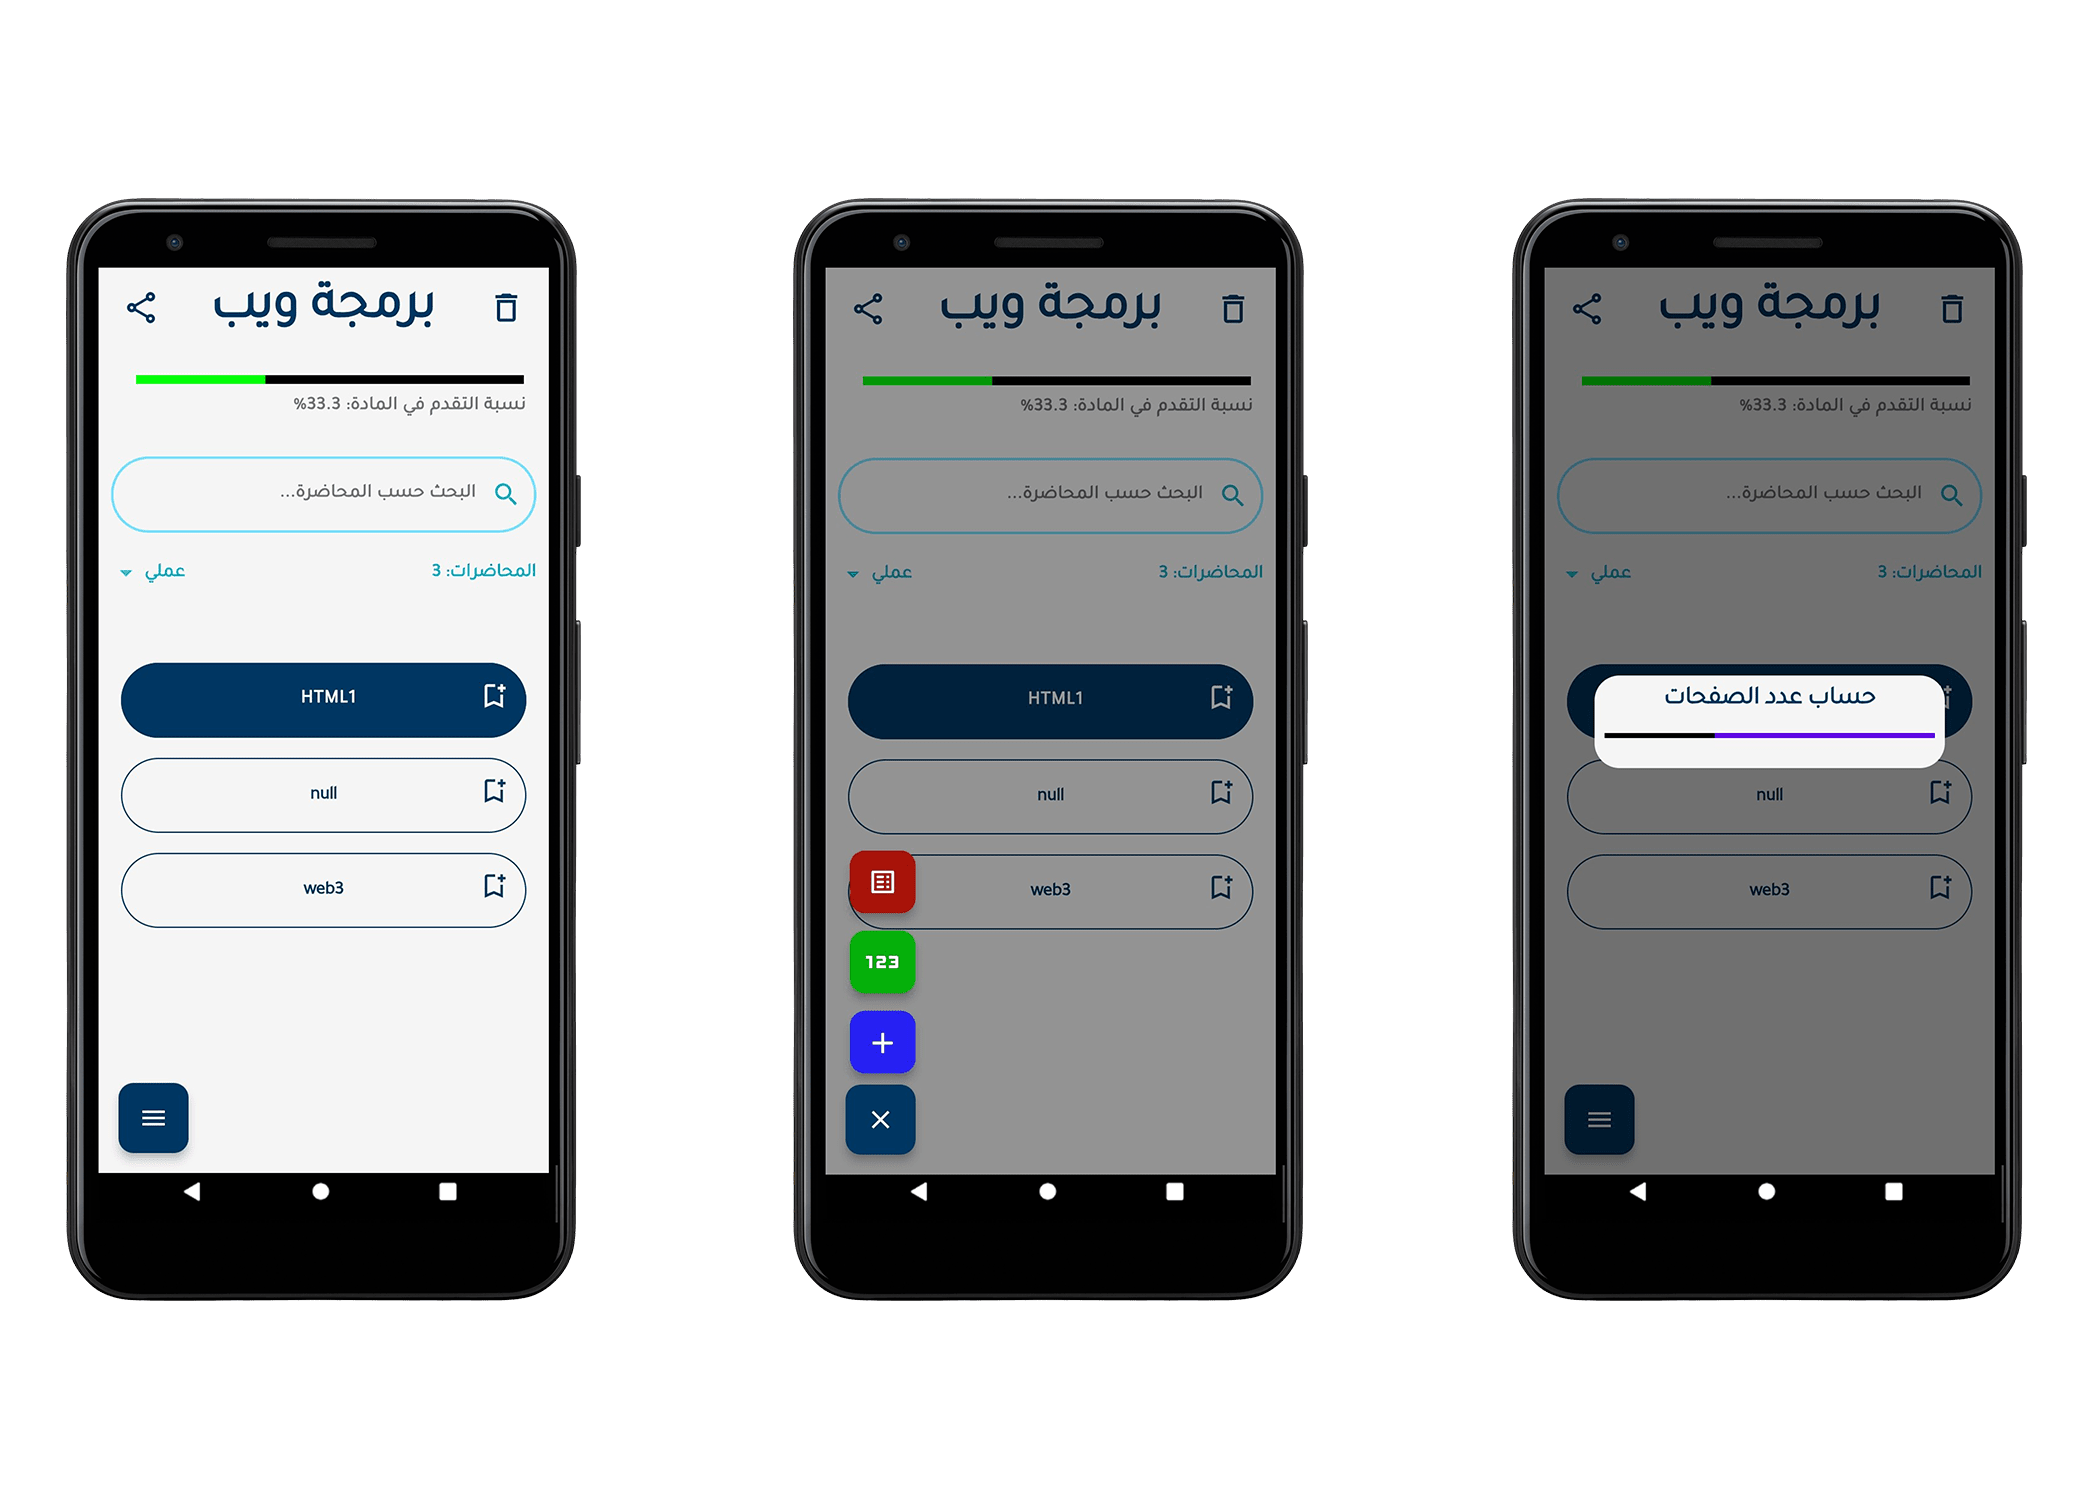 برمجة ويب
نسبة التقدم في المادة: 33.3%
البحث حسب المحاضرة...
المحاضرات: 3
عملي
HTML1
null
web3
برمجة ويب
نسبة التقدم في المادة: 33.3%
البحث حسب المحاضرة...
المحاضرات: 3
عملي
HTML1
null
web3
123
برمجة ويب
نسبة التقدم في المادة: 33.3%
البحث حسب المحاضرة...
المحاضرات: 3
عملي
حساب عدد الصفحات
null
web3